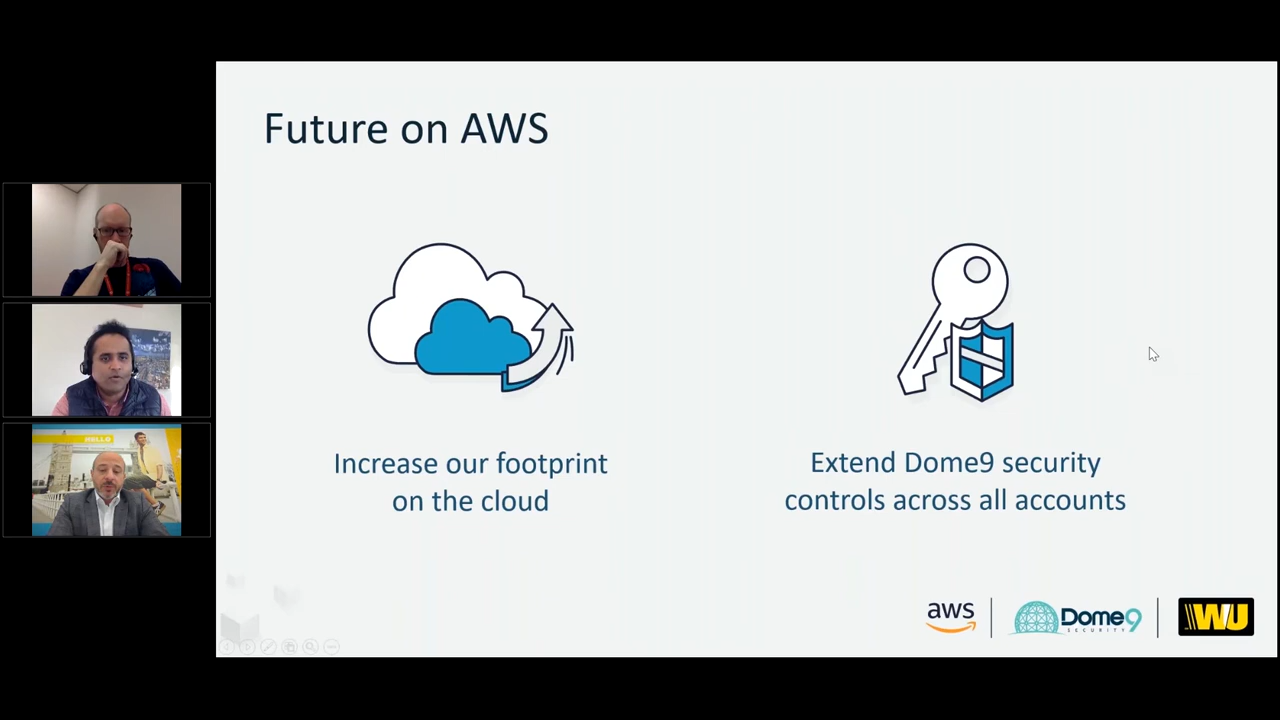 Future on AWS
HELLO
Increase our footprint
on the cloud
Extend Dome9 security
controls across all accounts
aws
Dome9
SECURITY
WU